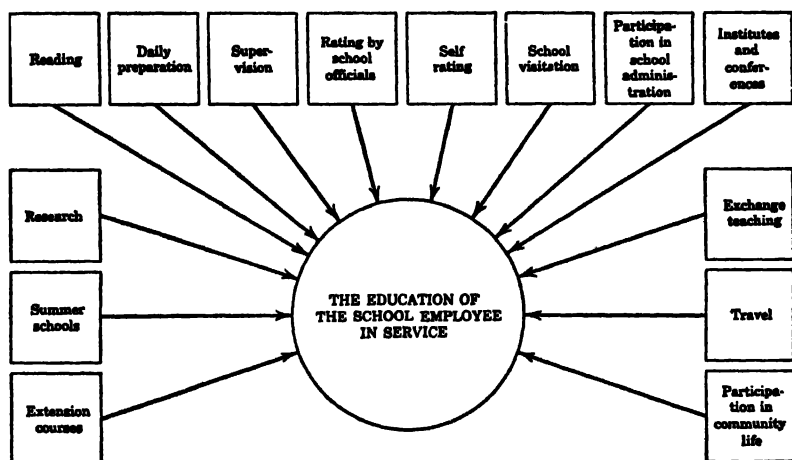 Reading
Daily
preparation
Super-
vision
Rating by
school
officials
Self
rating
School
visitation
Participa-
tion in
school
adminis-
tration
Institutes
and
confer-
ences
Research
Exchange
teaching
Summer
schools
THE EDUCATION OF
THE SCHOOL EMPLOYEE
IN SERVICE
Travel
Extension
courses
Participa-
tion in
community
life